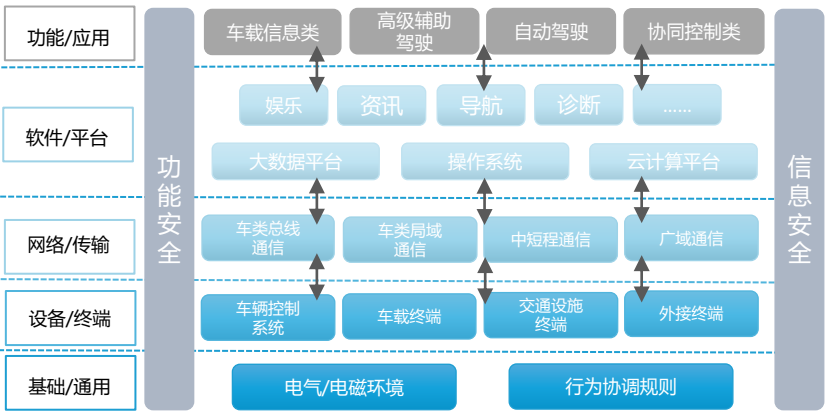 功能/应用
车载信息类
高级辅助
驾驶
自动驾驶
协同控制类
软件/平台
娱乐
资讯
导航
诊断
......
大数据平台
操作系统
云计算平台
功能安全
信息安全
网络/传输
车类总线
通信
车类局域
通信
中短程通信
广域通信
设备/终端
车辆控制
系统
车载终端
交通设施
终端
外接终端
基础/通用
电气/电磁环境
行为协调规则